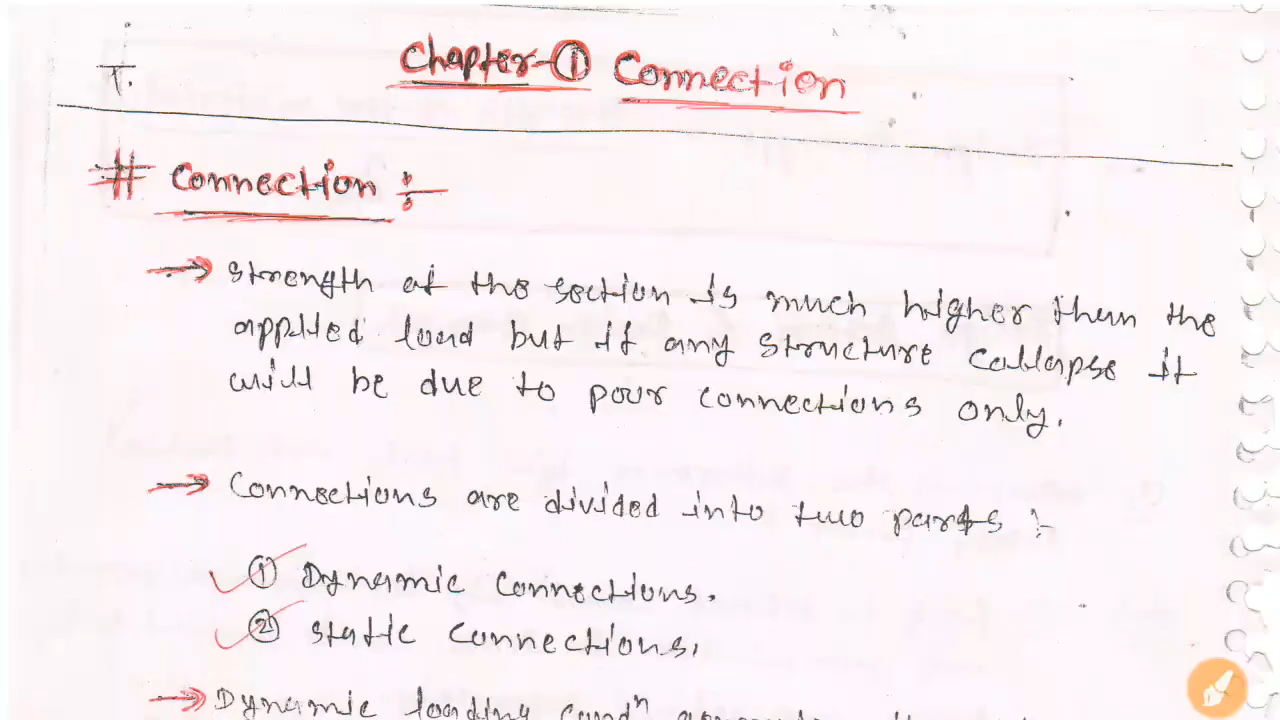 Chapter-① Connection
# Connection :-
→ Strength of the section is much higher than the
applied load but if any structure collapse it
will be due to pour connections only.
→ Connections are divided into two parts :-
① Dynamic connections.
② Static connections.
→ Dynamic loading condⁿ